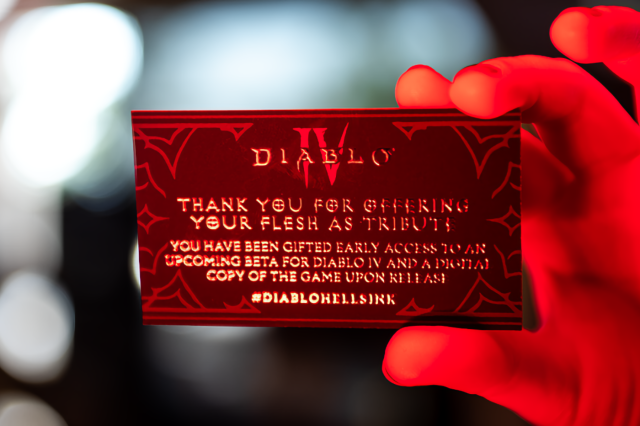 DIABLO IV
THANK YOU FOR OFFERING
YOUR FLESH AS TRIBUTE
YOU HAVE BEEN GIFTED EARLY ACCESS TO AN
UPCOMING BETA FOR DIABLO IV AND A DIGITAL
COPY OF THE GAME UPON RELEASE
#DIABLOHELLSINK